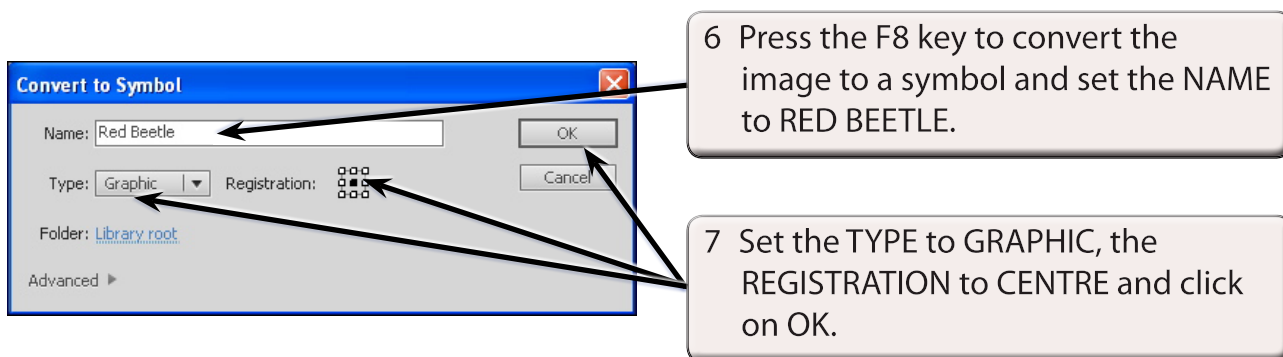 6 Press the F8 key to convert the
image to a symbol and set the NAME
to RED BEETLE.
Convert to Symbol
Name: Red Beetle
OK
Type: Graphic Registration:
Cancel
Folder: Library root
Advanced
7 Set the TYPE to GRAPHIC, the
REGISTRATION to CENTRE and click
on OK.